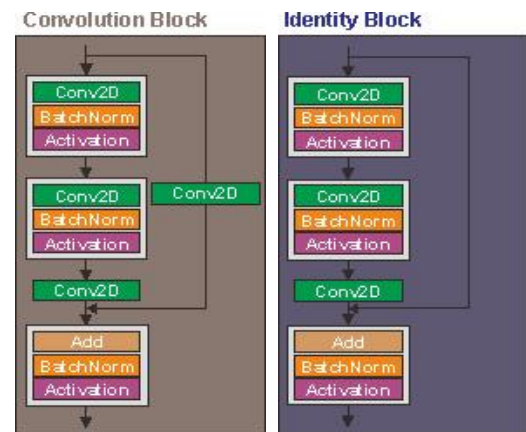 Convolution Block
Conv2D
BatchNorm
Activation
Conv2D
BatchNorm
Activation
Conv2D
Conv2D
Add
BatchNorm
Activation
Identity Block
Conv2D
BatchNorm
Activation
Conv2D
BatchNorm
Activation
Conv2D
Add
BatchNorm
Activation